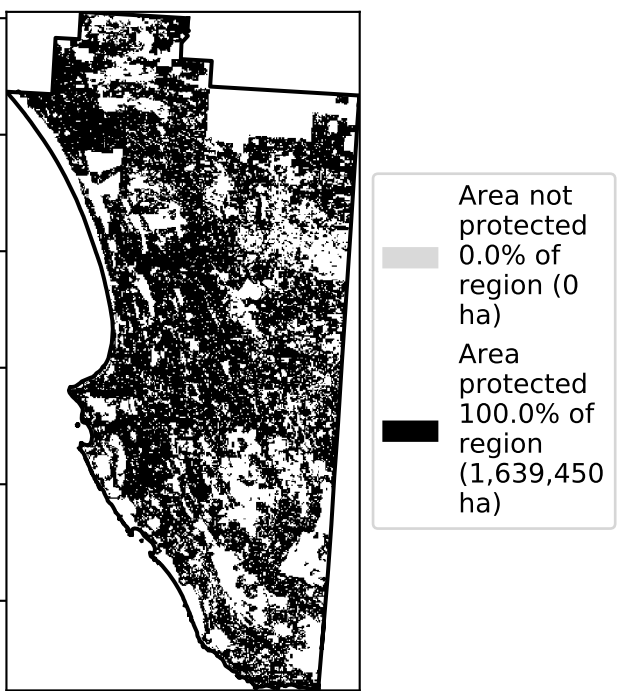 Area not
protected
0.0% of
region (0
ha)
Area
protected
100.0% of
region
(1,639,450
ha)